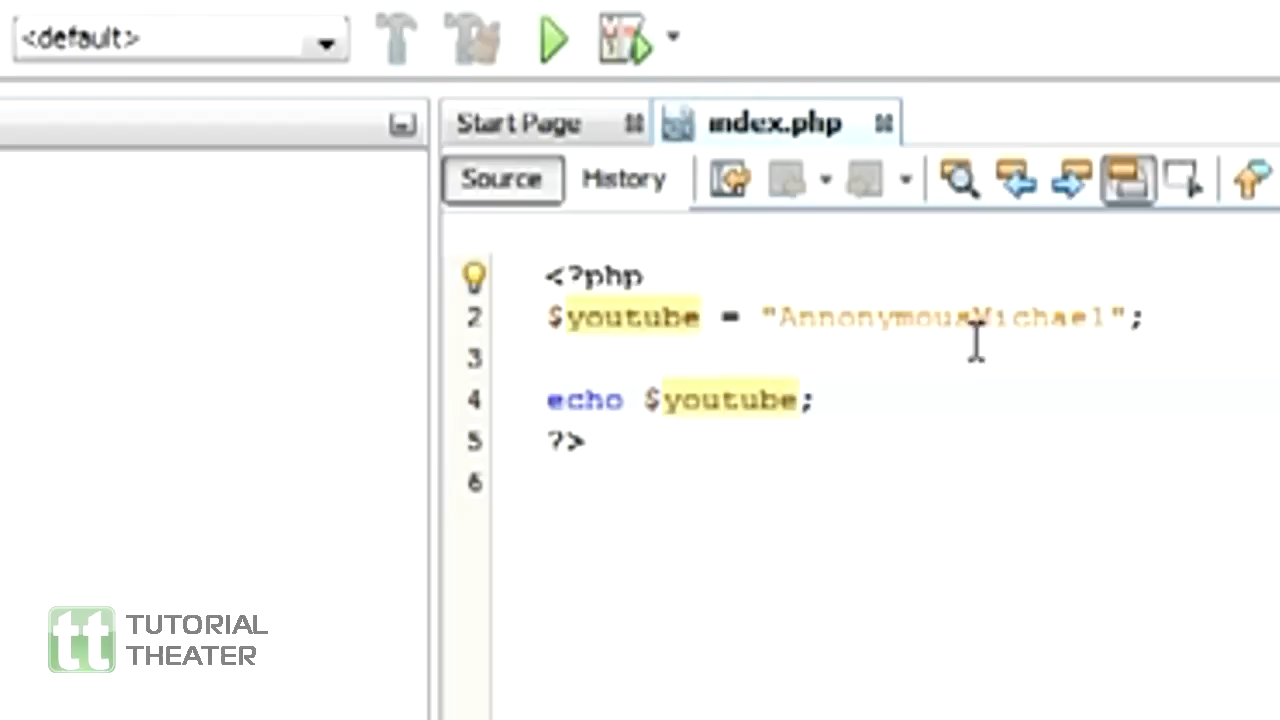 <default>
Start Page
index.php
Source
History
<?php
2 $youtube = "AnnonymousMichael";
3
4 echo $youtube;
5 ?>
6
tt TUTORIAL
THEATER